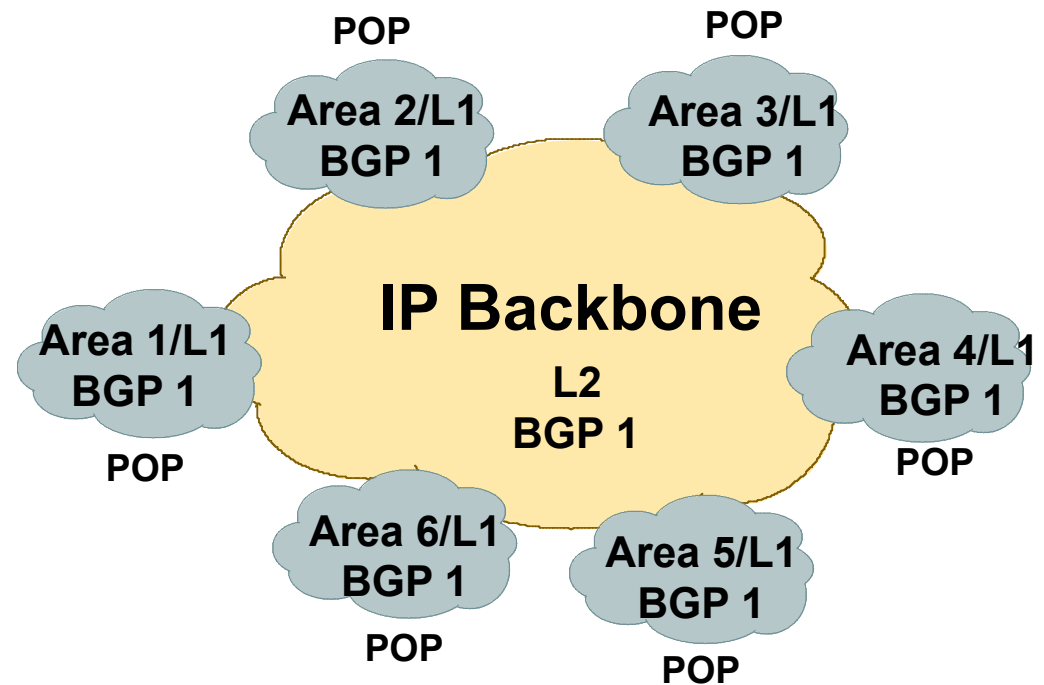 POP
Area 2/L1
BGP 1
POP
Area 3/L1
BGP 1
IP Backbone
L2
BGP 1
Area 1/L1
BGP 1
POP
Area 4/L1
BGP 1
POP
Area 6/L1
BGP 1
POP
Area 5/L1
BGP 1
POP